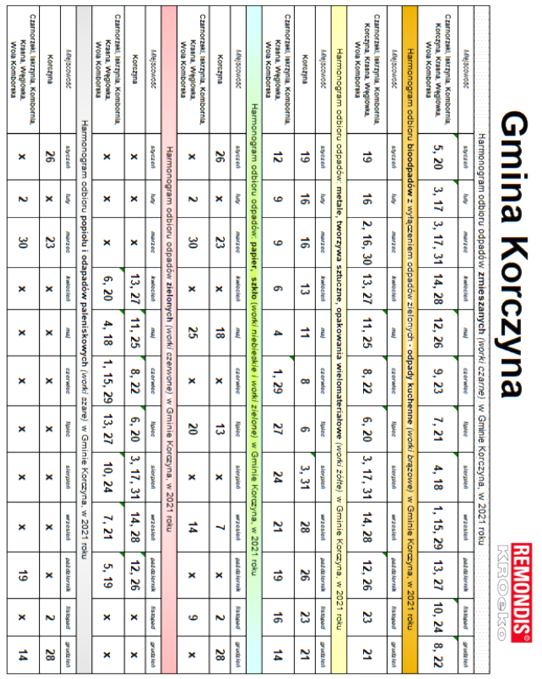 Gmina Korczyna
REMONDIS
KROeko
Harmonogram odbioru odpadów zmieszanych (worki czarne) w Gminie Korczyna, w 2021 roku
Miejscowość styczeń luty marzec kwiecień maj czerwiec lipiec sierpień wrzesień październik listopad grudzień
Czarnorzeki, Iskrzynia, Kombornia,
Korczyna, Krasna, Węglówka,
Wola Komborska
5, 20 3, 17 3, 17, 31 14, 28 12, 26 9, 23 7, 21 4, 18 1, 15, 29 13, 27 10, 24 8, 22
Harmonogram odbioru bioodpadów z wyłączeniem odpadów zielonych - odpady kuchenne (worki brązowe) w Gminie Korczyna, w 2021 roku
Miejscowość styczeń luty marzec kwiecień maj czerwiec lipiec sierpień wrzesień październik listopad grudzień
Czarnorzeki, Iskrzynia, Kombornia,
Korczyna, Krasna, Węglówka,
Wola Komborska
19 16 2, 16, 30 13, 27 11, 25 8, 22 6, 20 3, 17, 31 14, 28 12, 26 23 21
Harmonogram odbioru odpadów metale, tworzywa sztuczne, opakowania wielomateriałowe (worki żółte) w Gminie Korczyna, w 2021 roku
Miejscowość styczeń luty marzec kwiecień maj czerwiec lipiec sierpień wrzesień październik listopad grudzień
Korczyna 19 16 16 13 11 8 6 3, 31 28 26 23 21
Czarnorzeki, Iskrzynia, Kombornia,
Krasna, Węglówka,
Wola Komborska
12 9 9 6 4 1, 29 27 24 21 19 16 14
Harmonogram odbioru odpadów papier, szkło (worki niebieskie i worki zielone) w Gminie Korczyna, w 2021 roku
Miejscowość styczeń luty marzec kwiecień maj czerwiec lipiec sierpień wrzesień październik listopad grudzień
Korczyna 26 x 23 x 18 x 13 x 7 x 2 28
Czarnorzeki, Iskrzynia, Kombornia,
Krasna, Węglówka,
Wola Komborska
x 2 30 x 25 x 20 x 14 x 9 x
Harmonogram odbioru odpadów zielonych (worki czerwone) w Gminie Korczyna, w 2021 roku
Miejscowość styczeń luty marzec kwiecień maj czerwiec lipiec sierpień wrzesień październik listopad grudzień
Korczyna x x x 13, 27 11, 25 8, 22 6, 20 3, 17, 31 14, 28 12, 26 x x
Czarnorzeki, Iskrzynia, Kombornia,
Krasna, Węglówka,
Wola Komborska
x x x 6, 20 4, 18 1, 15, 29 13, 27 10, 24 7, 21 5, 19 x x
Harmonogram odbioru popiołu i odapadów paleniskowych (worki szare) w Gminie Korczyna, w 2021 roku
Miejscowość styczeń luty marzec kwiecień maj czerwiec lipiec sierpień wrzesień październik listopad grudzień
Korczyna 26 x 23 x x x x x x x 2 28
Czarnorzeki, Iskrzynia, Kombornia,
Krasna, Węglówka,
Wola Komborska
x 2 30 x x x x x x 19 x 14